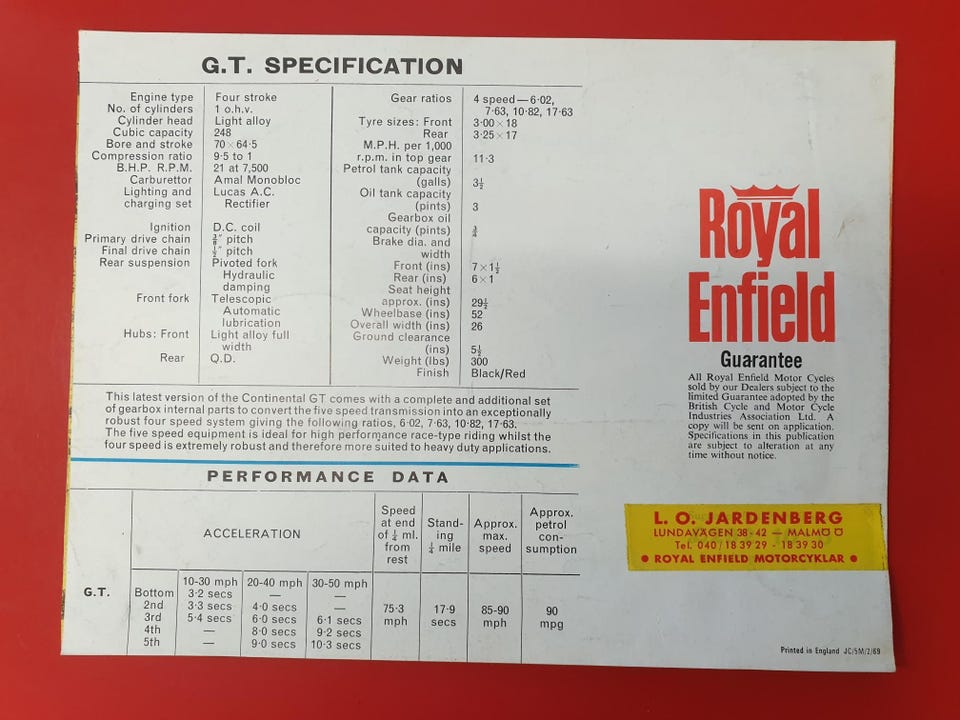 G.T. SPECIFICATION
Engine type Four stroke
No. of cylinders 1 o.h.v.
Cylinder head Light alloy
Cubic capacity 248
Bore and stroke 70 × 64·5
Compression ratio 9·5 to 1
B.H.P. R.P.M. 21 at 7,500
Carburettor Amal Monobloc
Lighting and Lucas A.C.
charging set Rectifier
Ignition D.C. coil
Primary drive chain ⅜" pitch
Final drive chain ½" pitch
Rear suspension Pivoted fork
Hydraulic
damping
Front fork Telescopic
Automatic
lubrication
Hubs: Front Light alloy full
width
Rear Q.D.
Gear ratios 4 speed—6·02,
7·63, 10·82, 17·63
Tyre sizes: Front 3·00 × 18
Rear 3·25 × 17
M.P.H. per 1,000
r.p.m. in top gear 11·3
Petrol tank capacity
(galls) 3½
Oil tank capacity
(pints) 3
Gearbox oil
capacity (pints) ¾
Brake dia. and
width
Front (ins) 7 × 1½
Rear (ins) 6 × 1
Seat height
approx. (ins) 29½
Wheelbase (ins) 52
Overall width (ins) 26
Ground clearance
(ins) 5½
Weight (lbs) 300
Finish Black/Red
This latest version of the Continental GT comes with a complete and additional set
of gearbox internal parts to convert the five speed transmission into an exceptionally
robust four speed system giving the following ratios, 6·02, 7·63, 10·82, 17·63.
The five speed equipment is ideal for high performance race-type riding whilst the
four speed is extremely robust and therefore more suited to heavy duty applications.
PERFORMANCE DATA
ACCELERATION
Speed
at end
of ¼ ml.
from
rest
Stand-
ing
¼ mile
Approx.
max.
speed
Approx.
petrol
con-
sumption
10-30 mph 20-40 mph 30-50 mph
G.T.
Bottom 3·2 secs — —
2nd 3·3 secs 4·0 secs —
3rd 5·4 secs 6·0 secs 6·1 secs
4th — 8·0 secs 9·2 secs
5th — 9·0 secs 10·3 secs
75·3
mph
17·9
secs
85-90
mph
90
mpg
Royal
Enfield
Guarantee
All Royal Enfield Motor Cycles
sold by our Dealers subject to the
limited Guarantee adopted by the
British Cycle and Motor Cycle
Industries Association Ltd. A
copy will be sent on application.
Specifications in this publication
are subject to alteration at any
time without notice.
L. O. JARDENBERG
LUNDAVÄGEN 38-42 — MALMÖ Ö
Tel. 040/18 39 29 - 18 39 30
• ROYAL ENFIELD MOTORCYKLAR •
Printed in England JC/5M/2/69